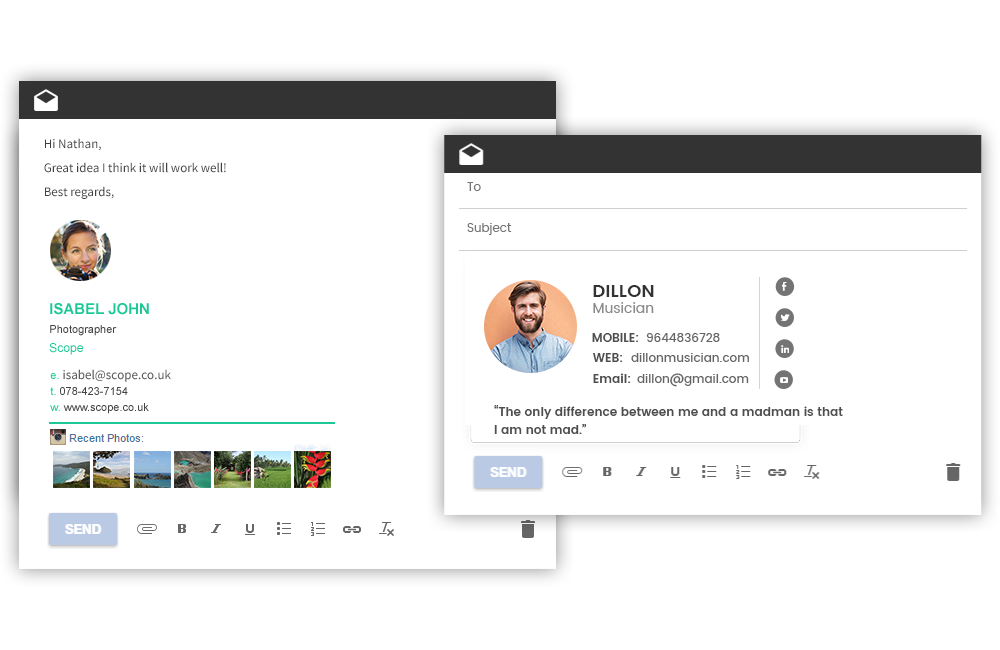 Hi Nathan,
Great idea I think it will work well!
Best regards,
ISABEL JOHN
Photographer
Scope
e. isabel@scope.co.uk
t. 078-423-7154
w. www.scope.co.uk
Recent Photos:
SEND B I U
To
Subject
DILLON
Musician
MOBILE: 9644836728
WEB: dillonmusician.com
Email: dillon@gmail.com
"The only difference between me and a madman is that
I am not mad."
SEND B I U